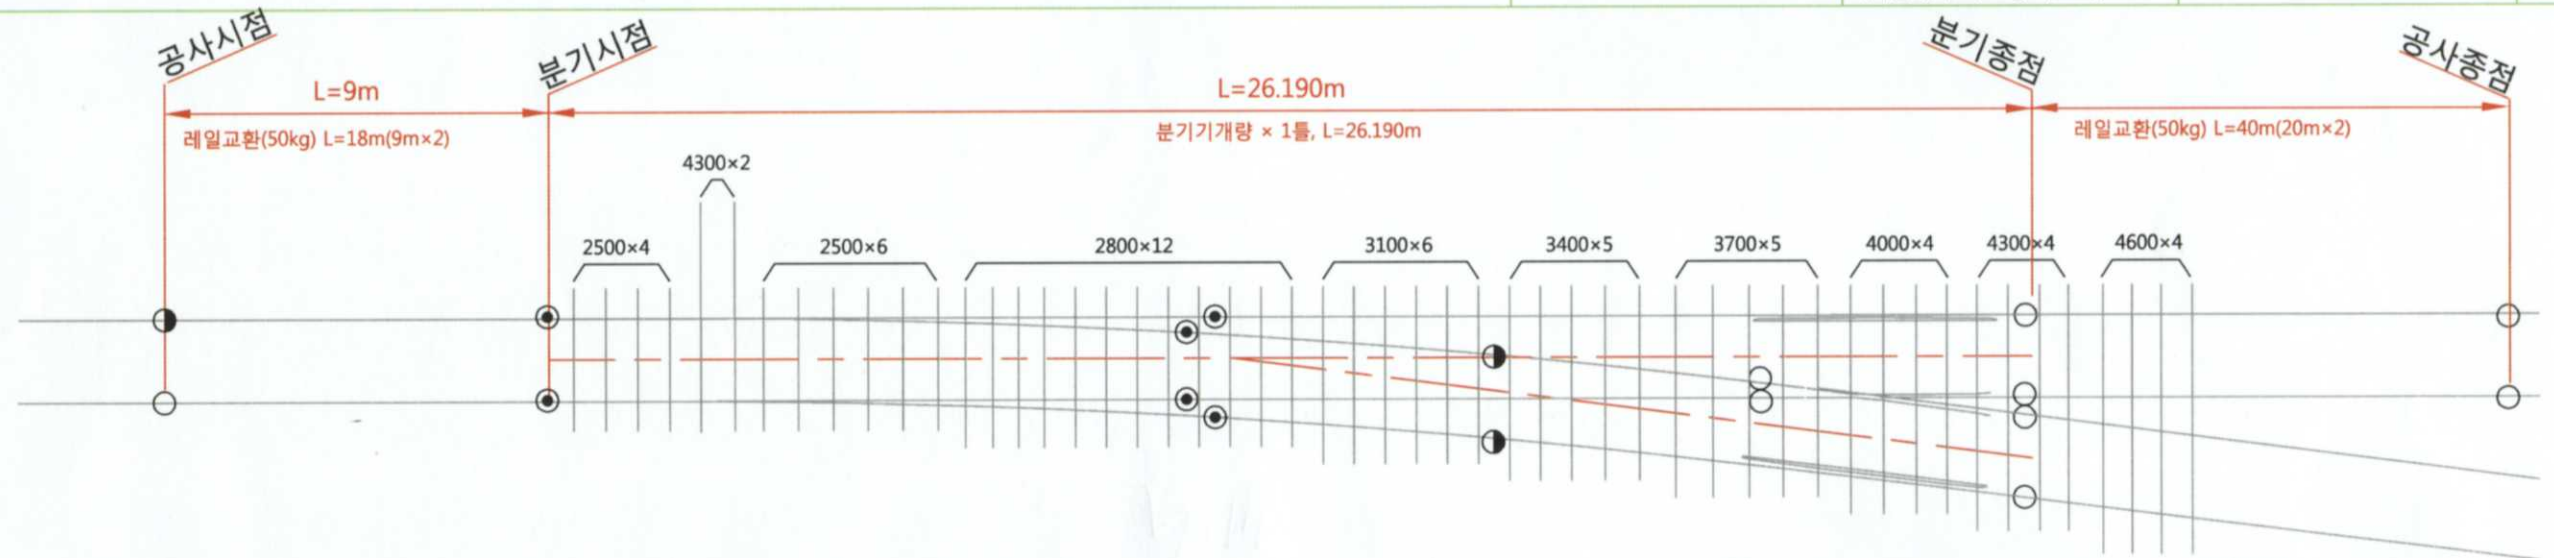 공사시점
분기시점
분기종점
공사종점
L=9m
L=26.190m
레일교환(50kg) L=18m(9m×2)
분기기개량 × 1틀, L=26.190m
레일교환(50kg) L=40m(20m×2)
4300×2
2500×4
2500×6
2800×12
3100×6
3400×5
3700×5
4000×4
4300×4
4600×4